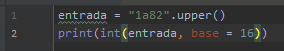 1 entrada = "1a82".upper()
2 print(int(entrada, base = 16))